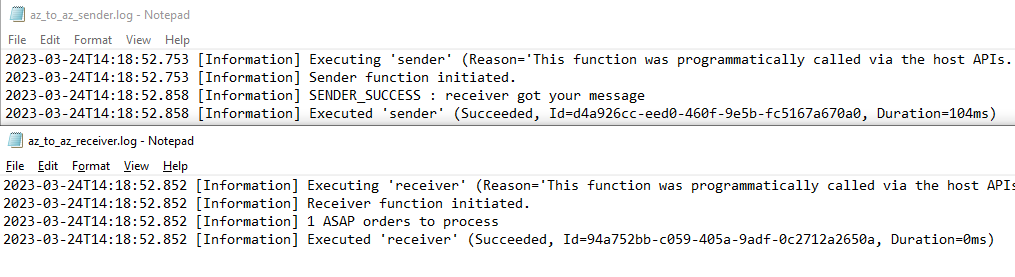 az_to_az_sender.log - Notepad
File Edit Format View Help
2023-03-24T14:18:52.753 [Information] Executing 'sender' (Reason='This function was programmatically called via the host APIs.
2023-03-24T14:18:52.753 [Information] Sender function initiated.
2023-03-24T14:18:52.858 [Information] SENDER_SUCCESS : receiver got your message
2023-03-24T14:18:52.858 [Information] Executed 'sender' (Succeeded, Id=d4a926cc-eed0-460f-9e5b-fc5167a670a0, Duration=104ms)
az_to_az_receiver.log - Notepad
File Edit Format View Help
2023-03-24T14:18:52.852 [Information] Executing 'receiver' (Reason='This function was programmatically called via the host APIs
2023-03-24T14:18:52.852 [Information] Receiver function initiated.
2023-03-24T14:18:52.852 [Information] 1 ASAP orders to process
2023-03-24T14:18:52.852 [Information] Executed 'receiver' (Succeeded, Id=94a752bb-c059-405a-9adf-0c2712a2650a, Duration=0ms)